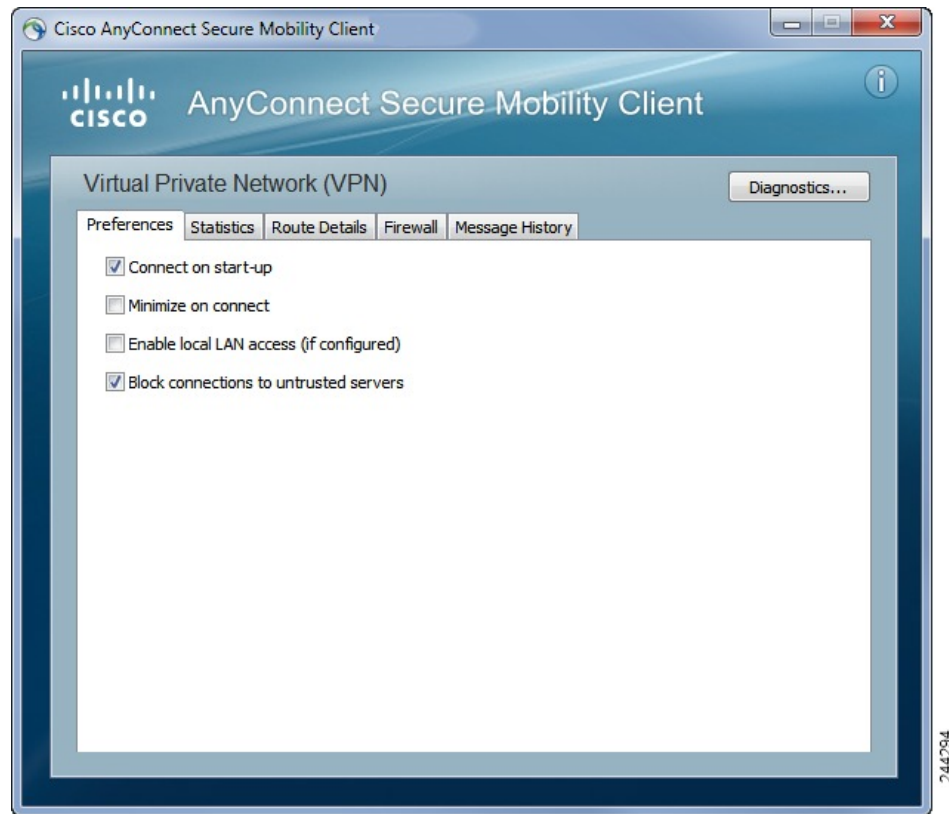 Cisco AnyConnect Secure Mobility Client
CISCO
AnyConnect Secure Mobility Client
i
Virtual Private Network (VPN)
Diagnostics...
Preferences Statistics Route Details Firewall Message History
Connect on start-up
Minimize on connect
Enable local LAN access (if configured)
Block connections to untrusted servers
244294